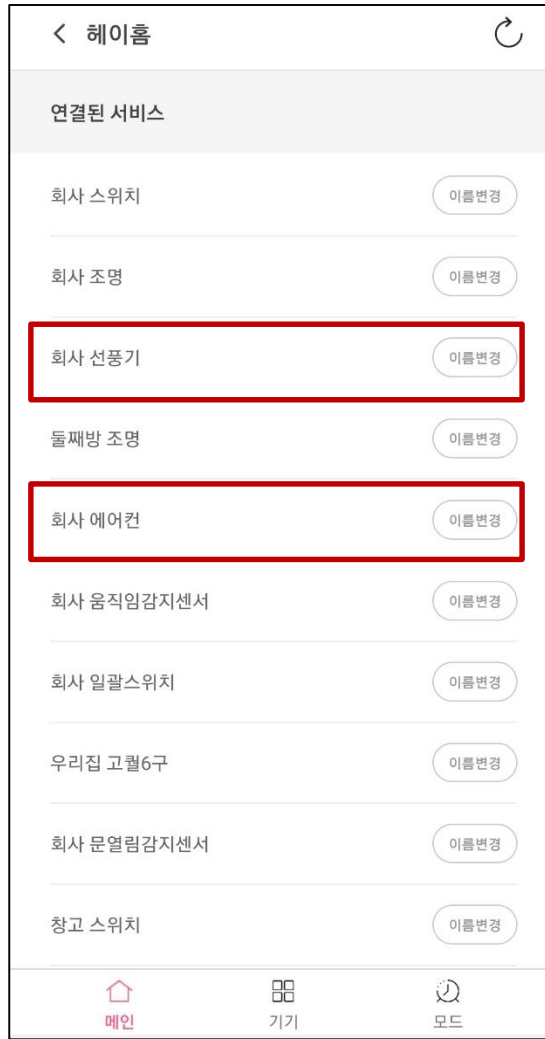 헤이홈
연결된 서비스
회사 스위치 이름변경
회사 조명 이름변경
회사 선풍기 이름변경
둘째방 조명 이름변경
회사 에어컨 이름변경
회사 움직임감지센서 이름변경
회사 일괄스위치 이름변경
우리집 고퀄6구 이름변경
회사 문열림감지센서 이름변경
창고 스위치 이름변경
메인 기기 모드